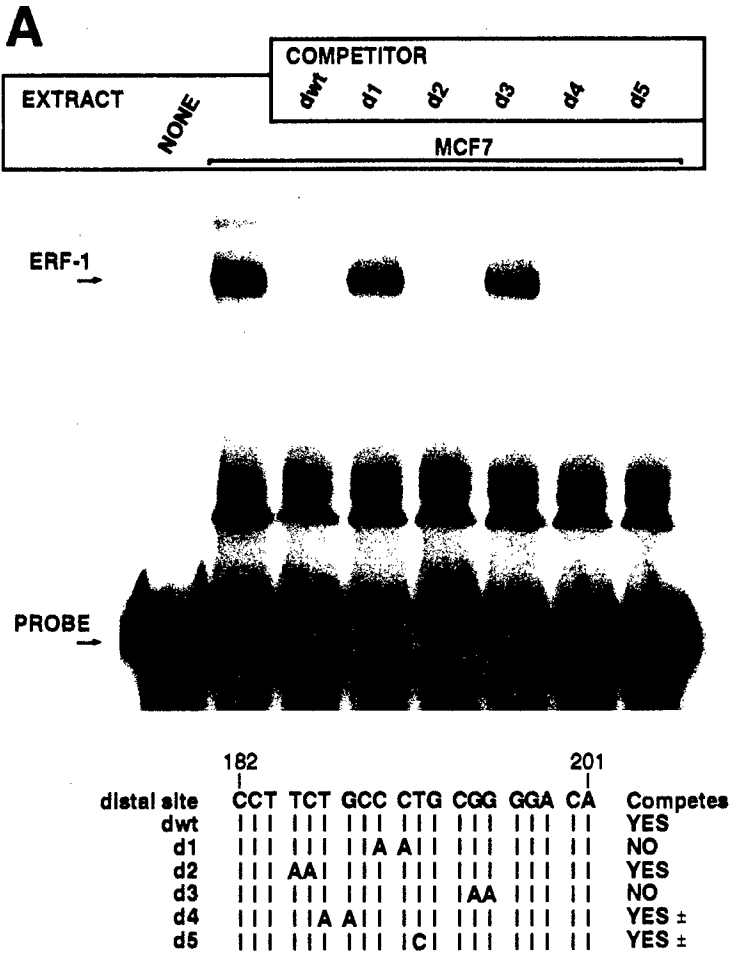 A
COMPETITOR
EXTRACT NONE dwt d1 d2 d3 d4 d5
MCF7
ERF-1 →
PROBE →
182 201
distal site CCT TCT GCC CTG CGG GGA CA Competes
dwt | | | | | | | | | | | | | | | | | | | | YES
d1 | | | | | | | | A A | | | | | | | | | | NO
d2 | | | AA | | | | | | | | | | | | | | | YES
d3 | | | | | | | | | | | | | AA | | | | | NO
d4 | | | | | A A | | | | | | | | | | | | | YES ±
d5 | | | | | | | | | | C | | | | | | | | | YES ±